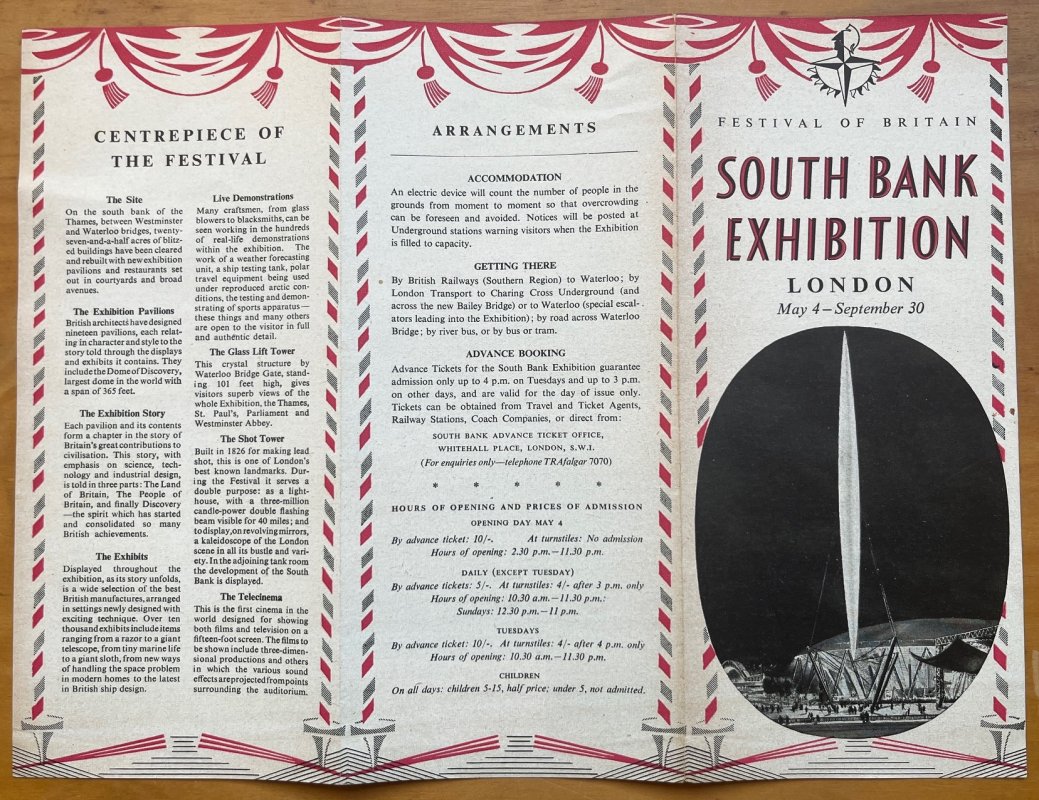 CENTREPIECE OF
THE FESTIVAL
The Site
On the south bank of the
Thames, between Westminster
and Waterloo bridges, twenty-
seven-and-a-half acres of blitz-
ed buildings have been cleared
and rebuilt with new exhibition
pavilions and restaurants set
out in courtyards and broad
avenues.
The Exhibition Pavilions
British architects have designed
nineteen pavilions, each relat-
ing in character and style to the
story told through the displays
and exhibits it contains. They
include the Dome of Discovery,
largest dome in the world with
a span of 365 feet.
The Exhibition Story
Each pavilion and its contents
form a chapter in the story of
Britain's great contributions to
civilisation. This story, with
emphasis on science, tech-
nology and industrial design,
is told in three parts: The Land
of Britain, The People of
Britain, and finally Discovery
—the spirit which has started
and consolidated so many
British achievements.
The Exhibits
Displayed throughout the
exhibition, as its story unfolds,
is a wide selection of the best
British manufactures, arranged
in settings newly designed with
exciting technique. Over ten
thousand exhibits include items
ranging from a razor to a giant
telescope, from tiny marine life
to a giant sloth, from new ways
of handling the space problem
in modern homes to the latest
in British ship design.
Live Demonstrations
Many craftsmen, from glass
blowers to blacksmiths, can be
seen working in the hundreds
of real-life demonstrations
within the exhibition. The
work of a weather forecasting
unit, a ship testing tank, polar
travel equipment being used
under reproduced arctic con-
ditions, the testing and demon-
strating of sports apparatus—
these things and many others
are open to the visitor in full
and authentic detail.
The Glass Lift Tower
This crystal structure by
Waterloo Bridge Gate, stand-
ing 101 feet high, gives
visitors superb views of the
whole Exhibition, the Thames,
St. Paul's, Parliament and
Westminster Abbey.
The Shot Tower
Built in 1826 for making lead
shot, this is one of London's
best known landmarks. Dur-
ing the Festival it serves a
double purpose: as a light-
house, with a three-million
candle-power double flashing
beam visible for 40 miles; and
to display, on revolving mirrors,
a kaleidoscope of the London
scene in all its bustle and vari-
ety. In the adjoining tank room
the development of the South
Bank is displayed.
The Telecinema
This is the first cinema in the
world designed for showing
both films and television on a
fifteen-foot screen. The films to
be shown include three-dimen-
sional productions and others
in which the various sound
effects are projected from points
surrounding the auditorium.
ARRANGEMENTS
ACCOMMODATION
An electric device will count the number of people in the
grounds from moment to moment so that overcrowding
can be foreseen and avoided. Notices will be posted at
Underground stations warning visitors when the Exhibition
is filled to capacity.
GETTING THERE
By British Railways (Southern Region) to Waterloo; by
London Transport to Charing Cross Underground (and
across the new Bailey Bridge) or to Waterloo (special escal-
ators leading into the Exhibition); by road across Waterloo
Bridge; by river bus, or by bus or tram.
ADVANCE BOOKING
Advance Tickets for the South Bank Exhibition guarantee
admission only up to 4 p.m. on Tuesdays and up to 3 p.m.
on other days, and are valid for the day of issue only.
Tickets can be obtained from Travel and Ticket Agents,
Railway Stations, Coach Companies, or direct from:
SOUTH BANK ADVANCE TICKET OFFICE,
WHITEHALL PLACE, LONDON, S.W.I.
(For enquiries only—telephone TRAfalgar 7070)
* * * * *
HOURS OF OPENING AND PRICES OF ADMISSION
OPENING DAY MAY 4
By advance ticket: 10/-. At turnstiles: No admission
Hours of opening: 2.30 p.m.—11.30 p.m.
DAILY (EXCEPT TUESDAY)
By advance tickets: 5/-. At turnstiles: 4/- after 3 p.m. only
Hours of opening: 10.30 a.m.—11.30 p.m.:
Sundays: 12.30 p.m.—11 p.m.
TUESDAYS
By advance ticket: 10/-. At turnstiles: 4/- after 4 p.m. only
Hours of opening: 10.30 a.m.—11.30 p.m.
CHILDREN
On all days: children 5-15, half price; under 5, not admitted.
FESTIVAL OF BRITAIN
SOUTH BANK
EXHIBITION
LONDON
May 4–September 30